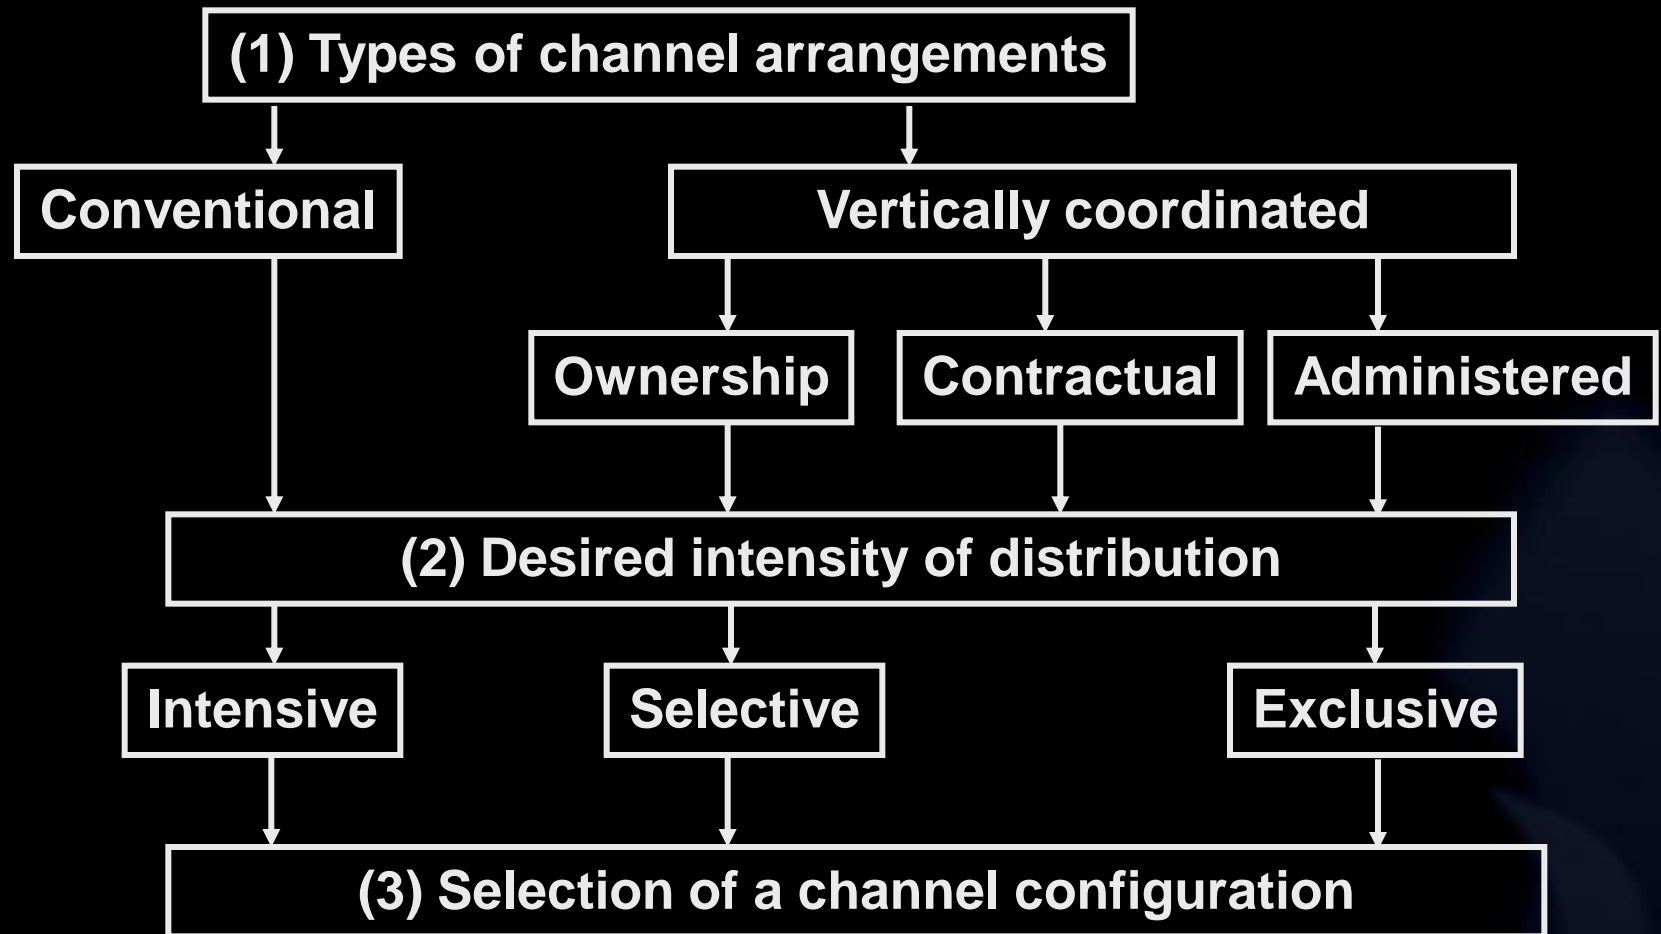 (1) Types of channel arrangements
Conventional
Vertically coordinated
Ownership
Contractual
Administered
(2) Desired intensity of distribution
Intensive
Selective
Exclusive
(3) Selection of a channel configuration